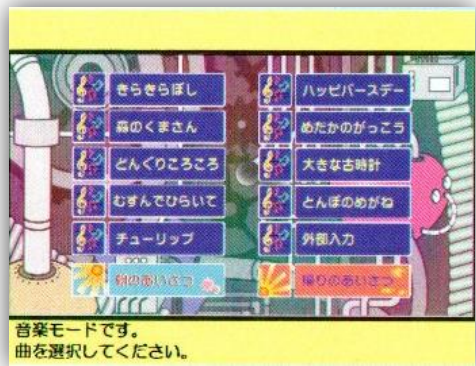 きらきらぼし
ハッピバースデー
森のくまさん
めだかのがっこう
どんぐりころころ
大きな古時計
むすんでひらいて
とんぼのめがね
チューリップ
外部入力
朝のあいさつ
帰りのあいさつ
音楽モードです。
曲を選択してください。